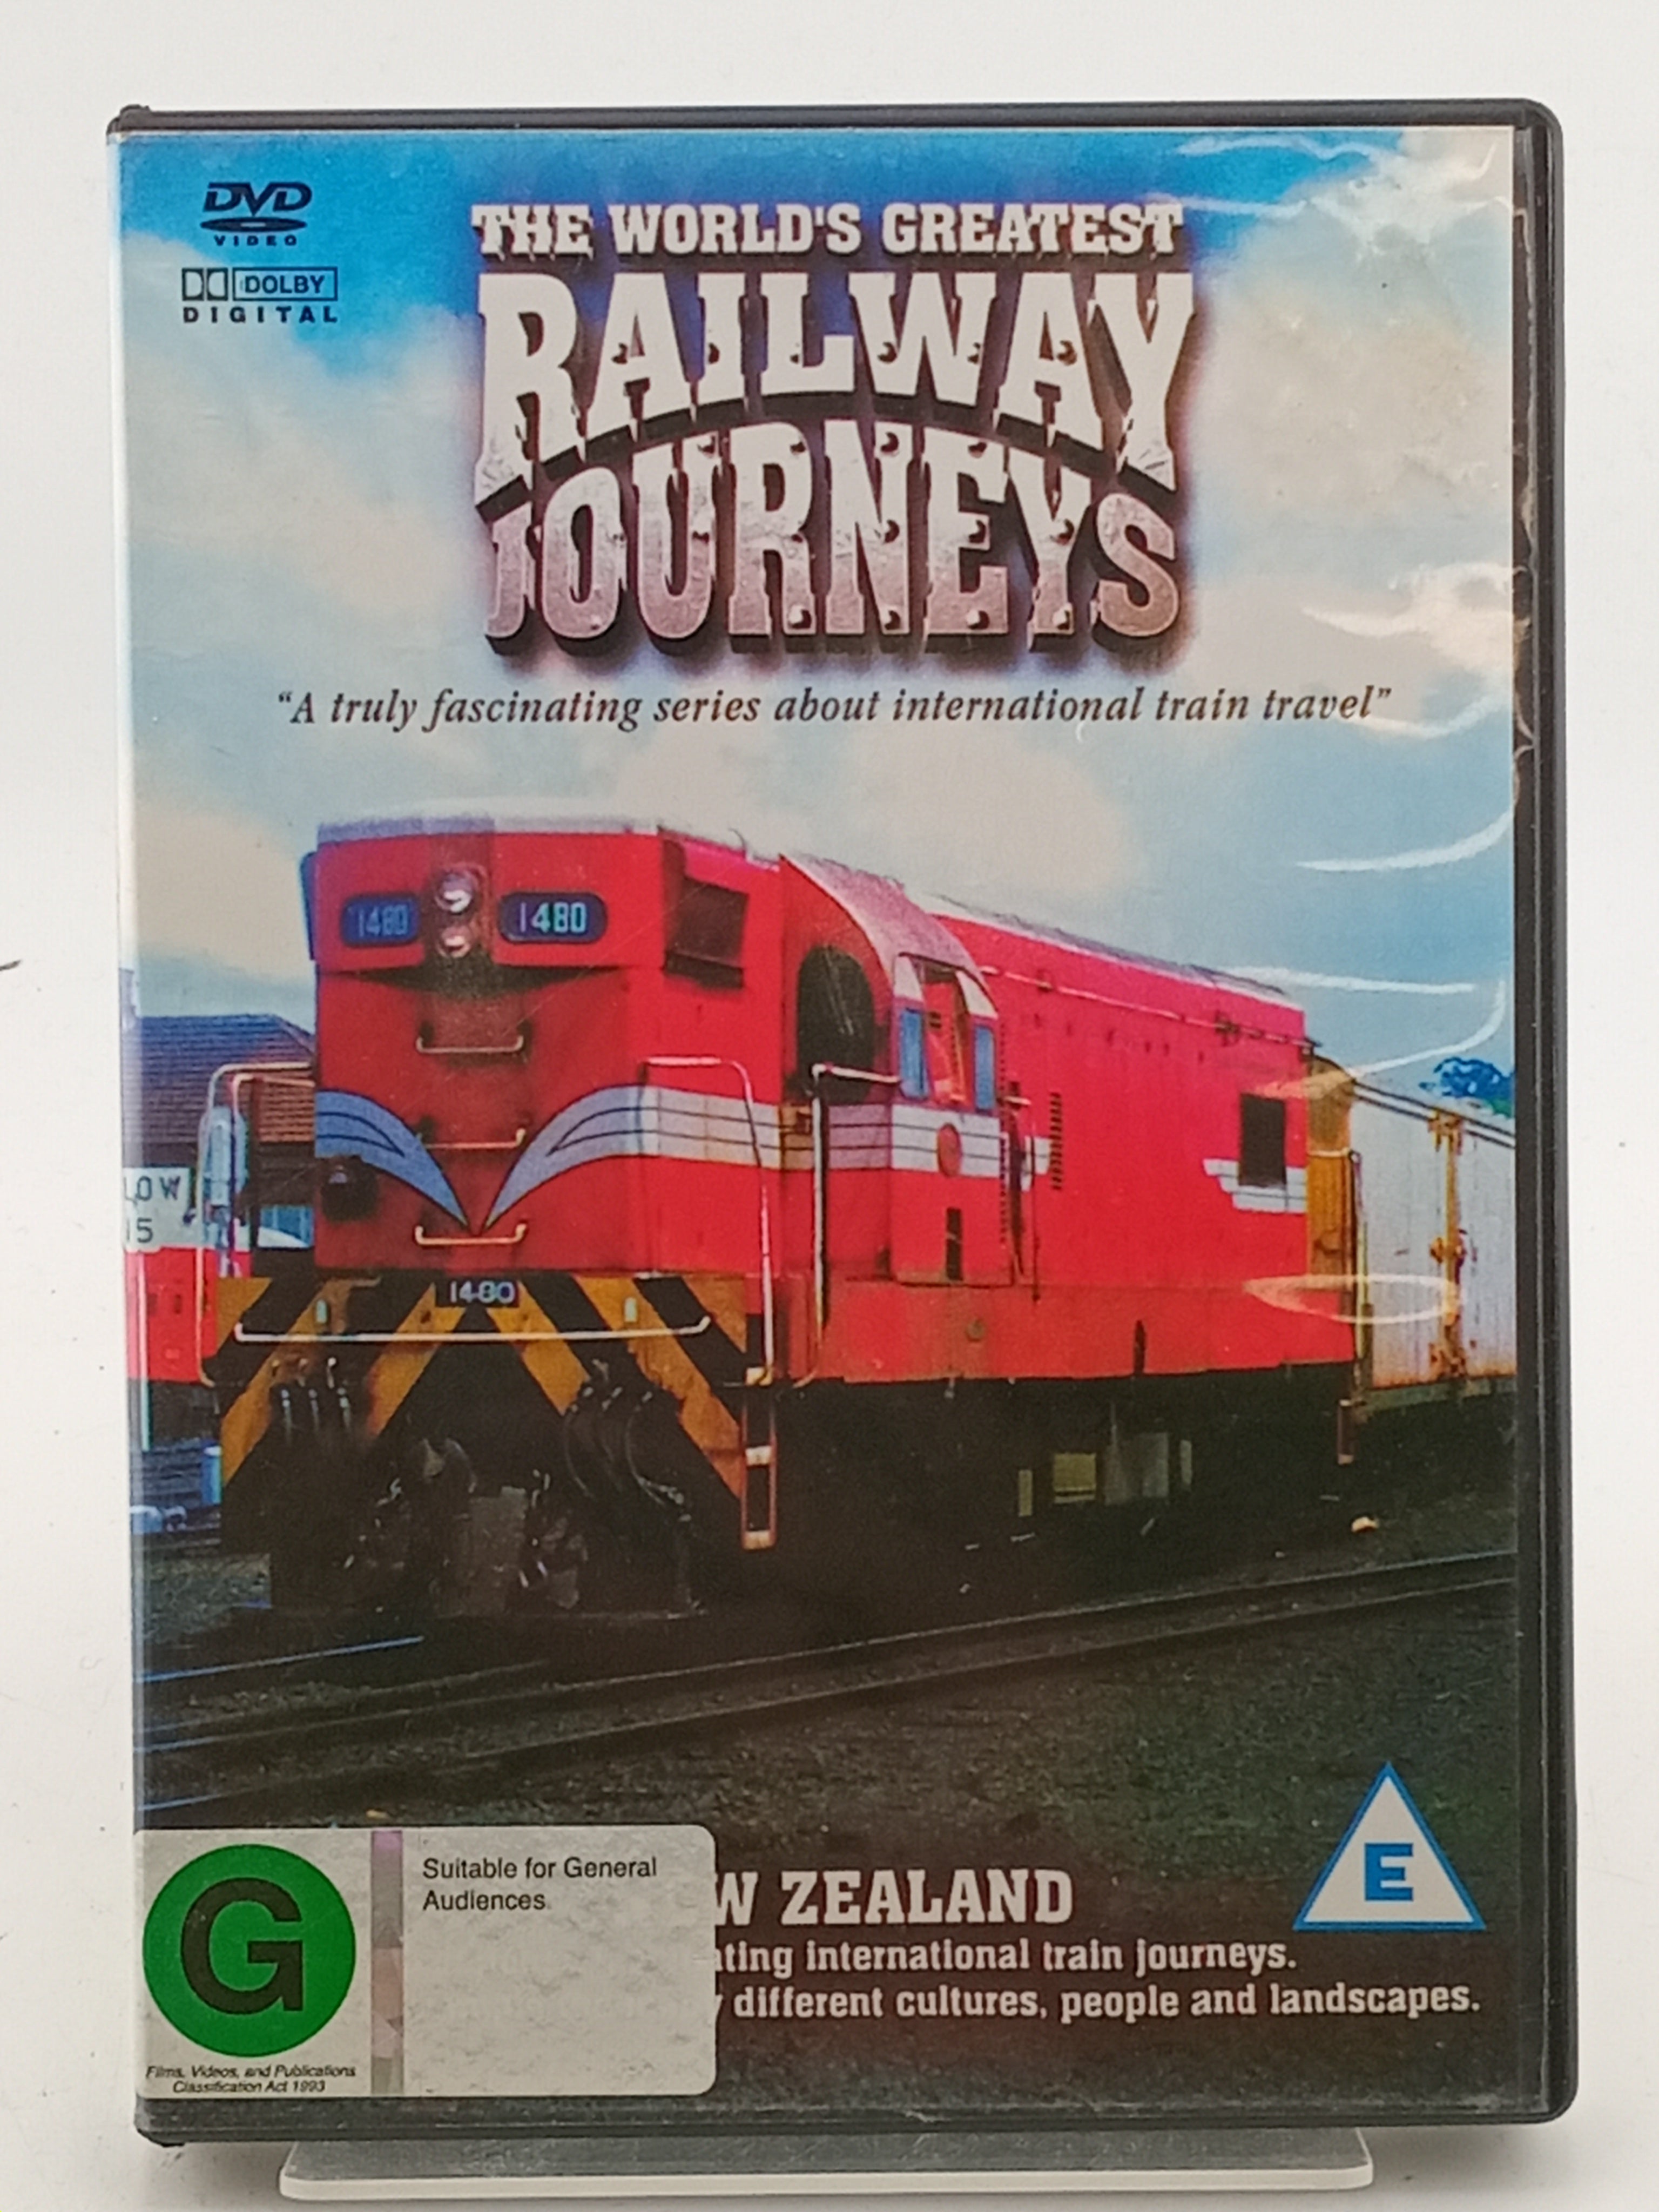 DVD
VIDEO
DOLBY
DIGITAL
THE WORLD'S GREATEST
RAILWAY
JOURNEYS
“A truly fascinating series about international train travel”
1480 1480
LOW
15
1480
G
Suitable for General
Audiences.
Films, Videos, and Publications
Classification Act 1993
W ZEALAND
ating international train journeys.
different cultures, people and landscapes.
E